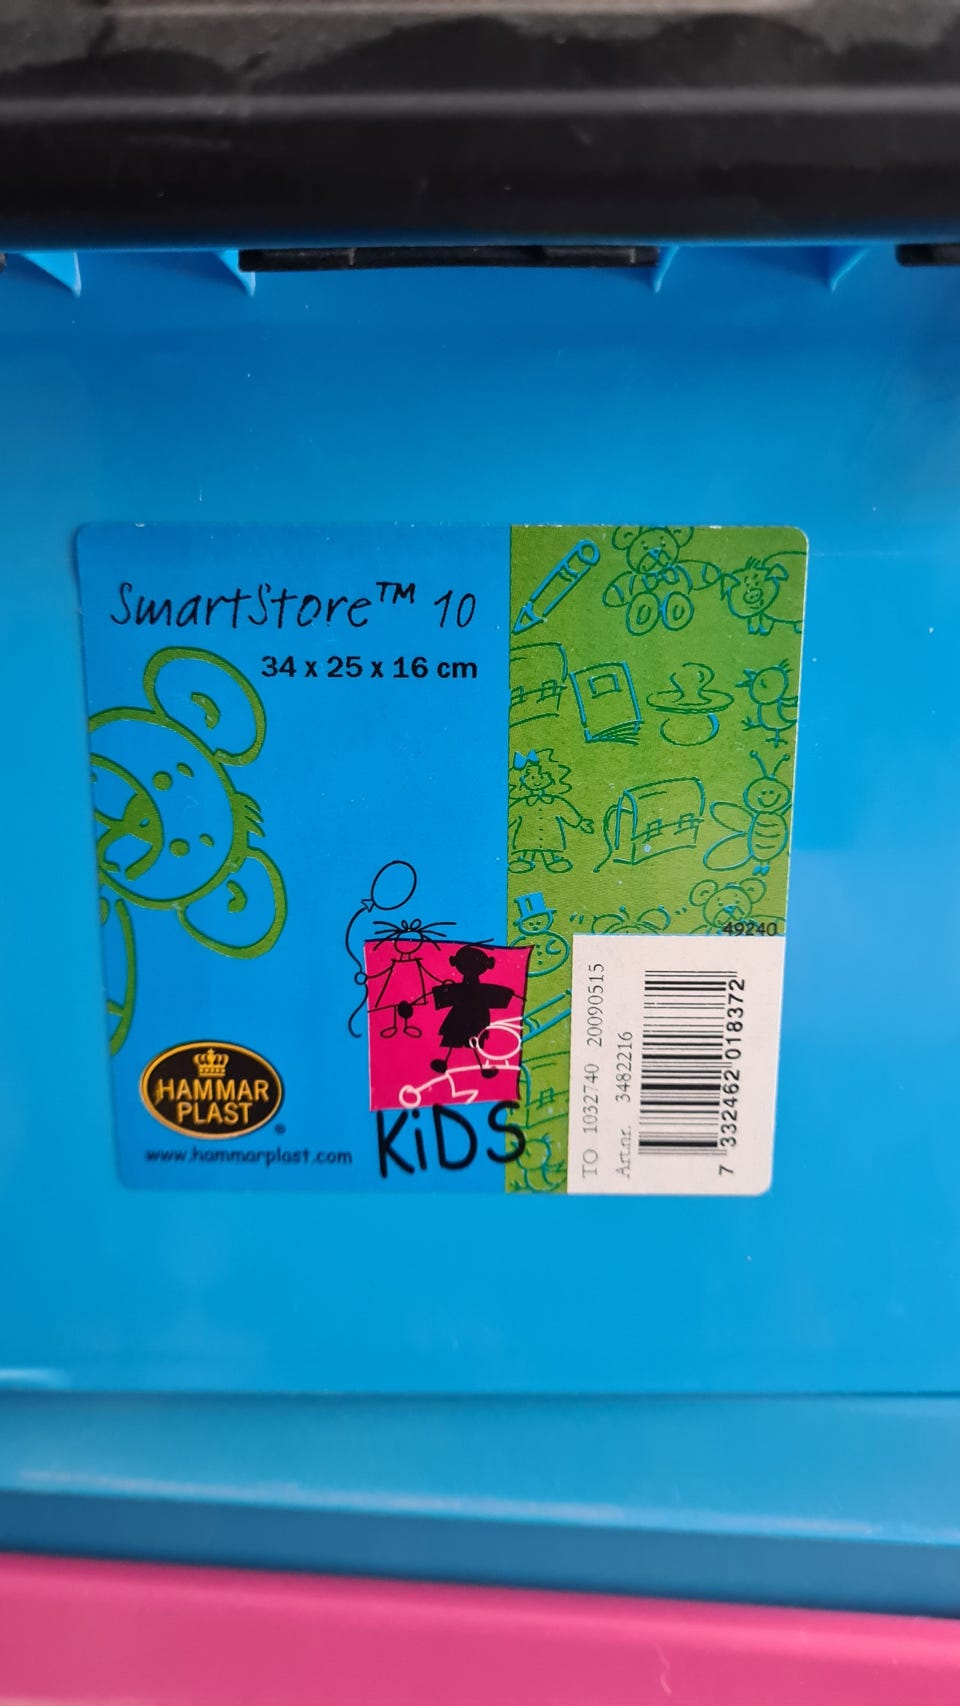 SmartStore™ 10
34 x 25 x 16 cm
HAMMAR
PLAST
®
www.hammarplast.com
KiDS
49240
TO 1032740 20090515
Art.nr. 3482216
7 332462 018372